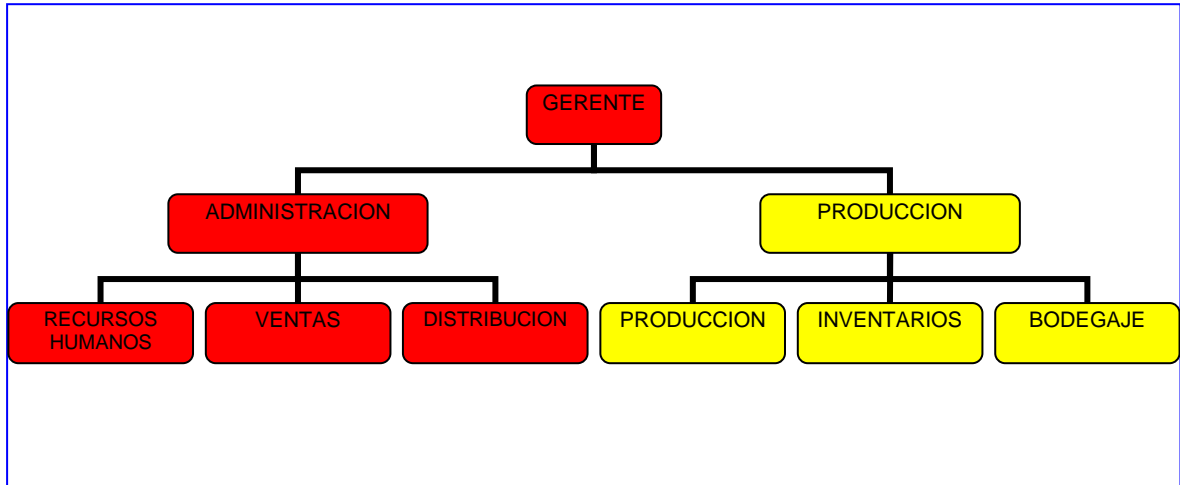 GERENTE
ADMINISTRACION
PRODUCCION
RECURSOS
HUMANOS
VENTAS
DISTRIBUCION
PRODUCCION
INVENTARIOS
BODEGAJE